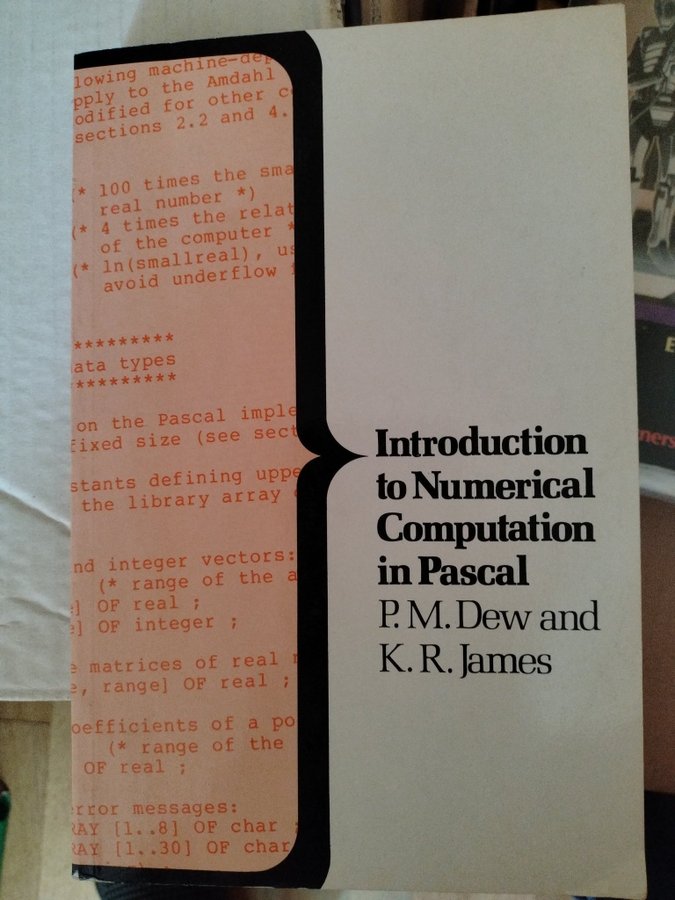 lowing machine-dep
pply to the Amdahl
odified for other c
sections 2.2 and 4.
(* 100 times the sma
real number *)
(* 4 times the relat
of the computer *
(* ln(smallreal), us
avoid underflow
*********
ata types
*********
on the Pascal imple
fixed size (see sect
stants defining uppe
the library array
nd integer vectors:
(* range of the a
e] OF real ;
e] OF integer ;
e matrices of real
e, range] OF real ;
oefficients of a po
(* range of the
OF real ;
error messages:
RAY [1..8] OF char ;
RAY [1..30] OF char
Introduction
to Numerical
Computation
in Pascal
P. M. Dew and
K. R. James
E
ners